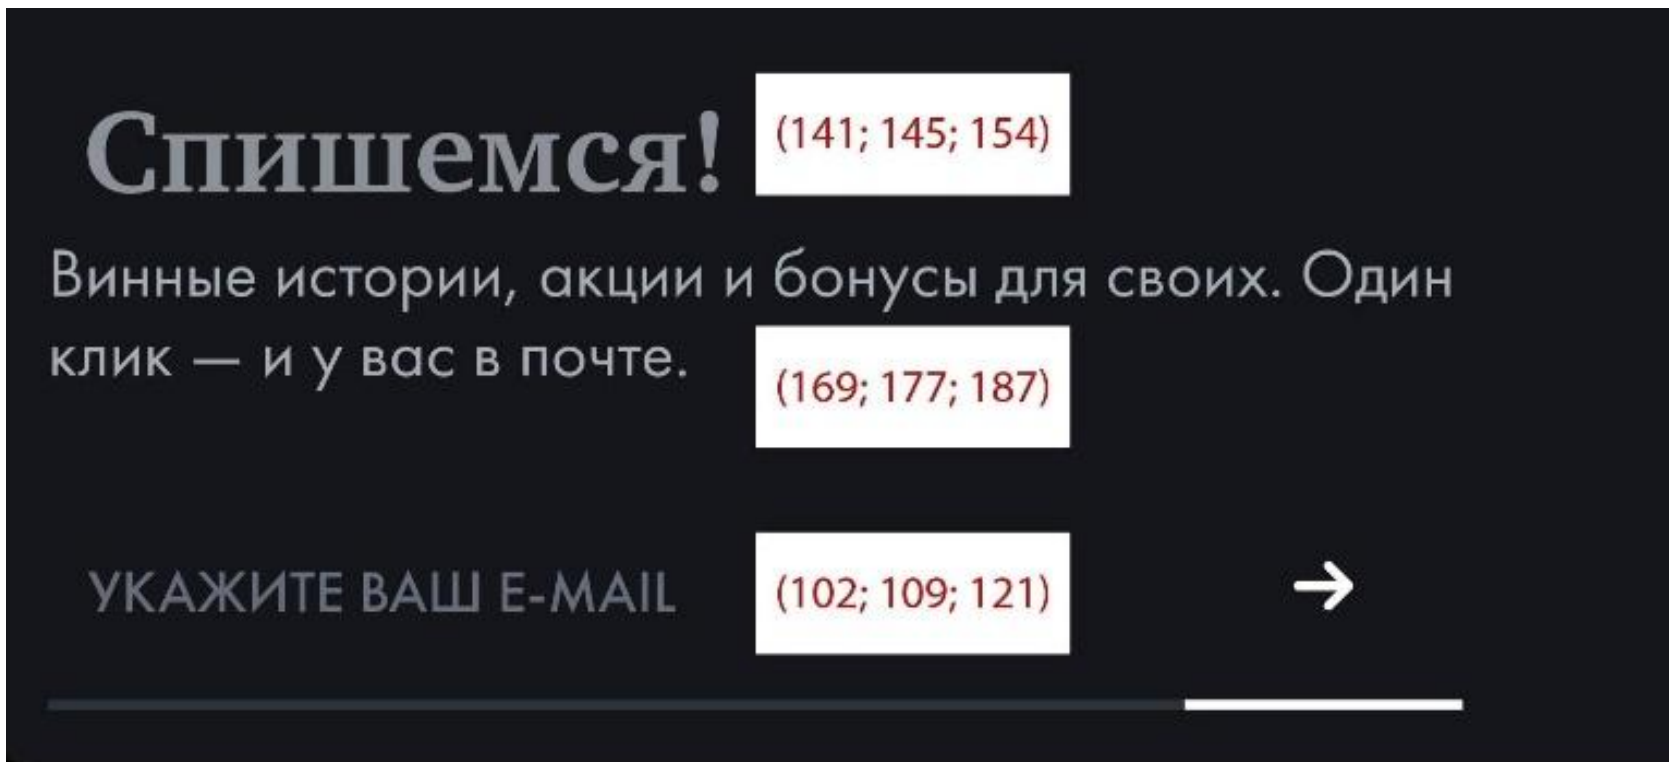 Спишемся! (141; 145; 154)
Винные истории, акции и бонусы для своих. Один
клик — и у вас в почте.
(169; 177; 187)
УКАЖИТЕ ВАШ E-MAIL (102; 109; 121)